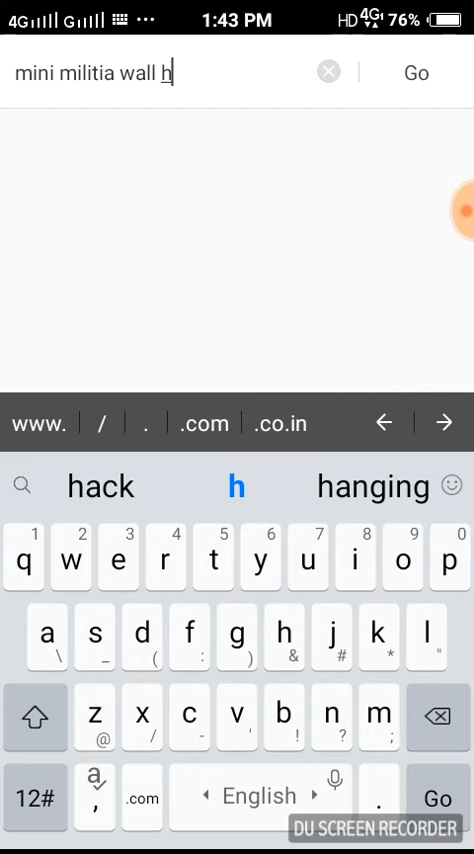 4G G ... 1:43 PM HD 4G 76%
mini militia wall h Go
www. / . .com .co.in
hack h hanging
1 2 3 4 5 6 7 8 9 0
q w e r t y u i o p
a s d f g h j k l
\ _ ( : ) & # * "
z x c v b n m
@ / - ' ! ? ;
12# a , .com English . Go
DU SCREEN RECORDER